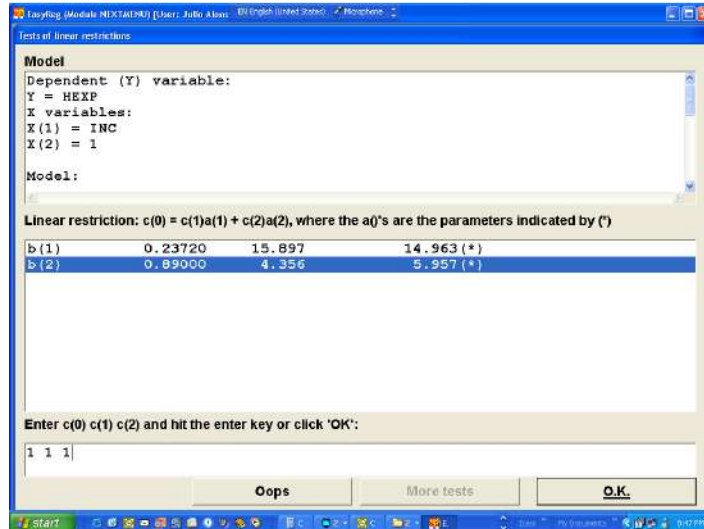 EasyReg (Module NEXTMENU) [User: Julio Alons EN English (United States) Microphone
Tests of linear restrictions
Model
Dependent (Y) variable:
Y = HEXP
X variables:
X(1) = INC
X(2) = 1
Model:
Linear restriction: c(0) = c(1)a(1) + c(2)a(2), where the a()'s are the parameters indicated by (*)
b(1) 0.23720 15.897 14.963(*)
b(2) 0.89000 4.356 5.957(*)
Enter c(0) c(1) c(2) and hit the enter key or click 'OK':
1 1 1
Oops More tests O.K.
start